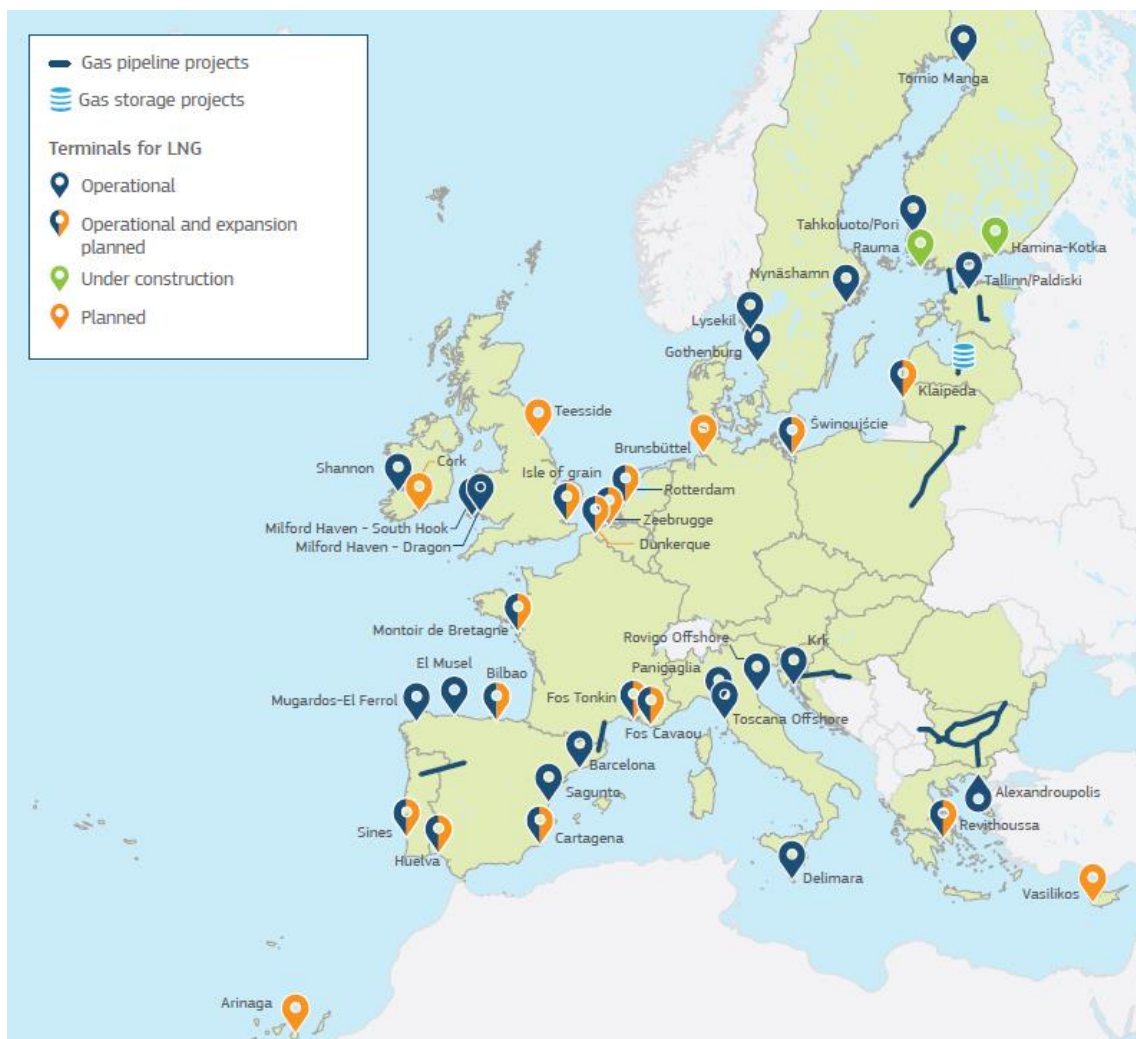 Gas pipeline projects
Gas storage projects
Terminals for LNG
Operational
Operational and expansion
planned
Under construction
Planned
Tornio Manga
Tahkoluoto/Pori
Rauma
Hamina-Kotka
Nynäshamn
Tallinn/Paldiski
Lysekil
Gothenburg
Klaipėda
Teesside
Brunsbüttel
Świnoujście
Shannon
Cork
Isle of grain
Rotterdam
Milford Haven - South Hook
Zeebrugge
Milford Haven - Dragon
Dunkerque
Montoir de Bretagne
Rovigo Offshore
Krk
El Musel
Bilbao
Panigaglia
Mugardos-El Ferrol
Fos Tonkin
Toscana Offshore
Fos Cavaou
Barcelona
Sagunto
Alexandroupolis
Sines
Cartagena
Revithoussa
Huelva
Delimara
Vasilikos
Arinaga